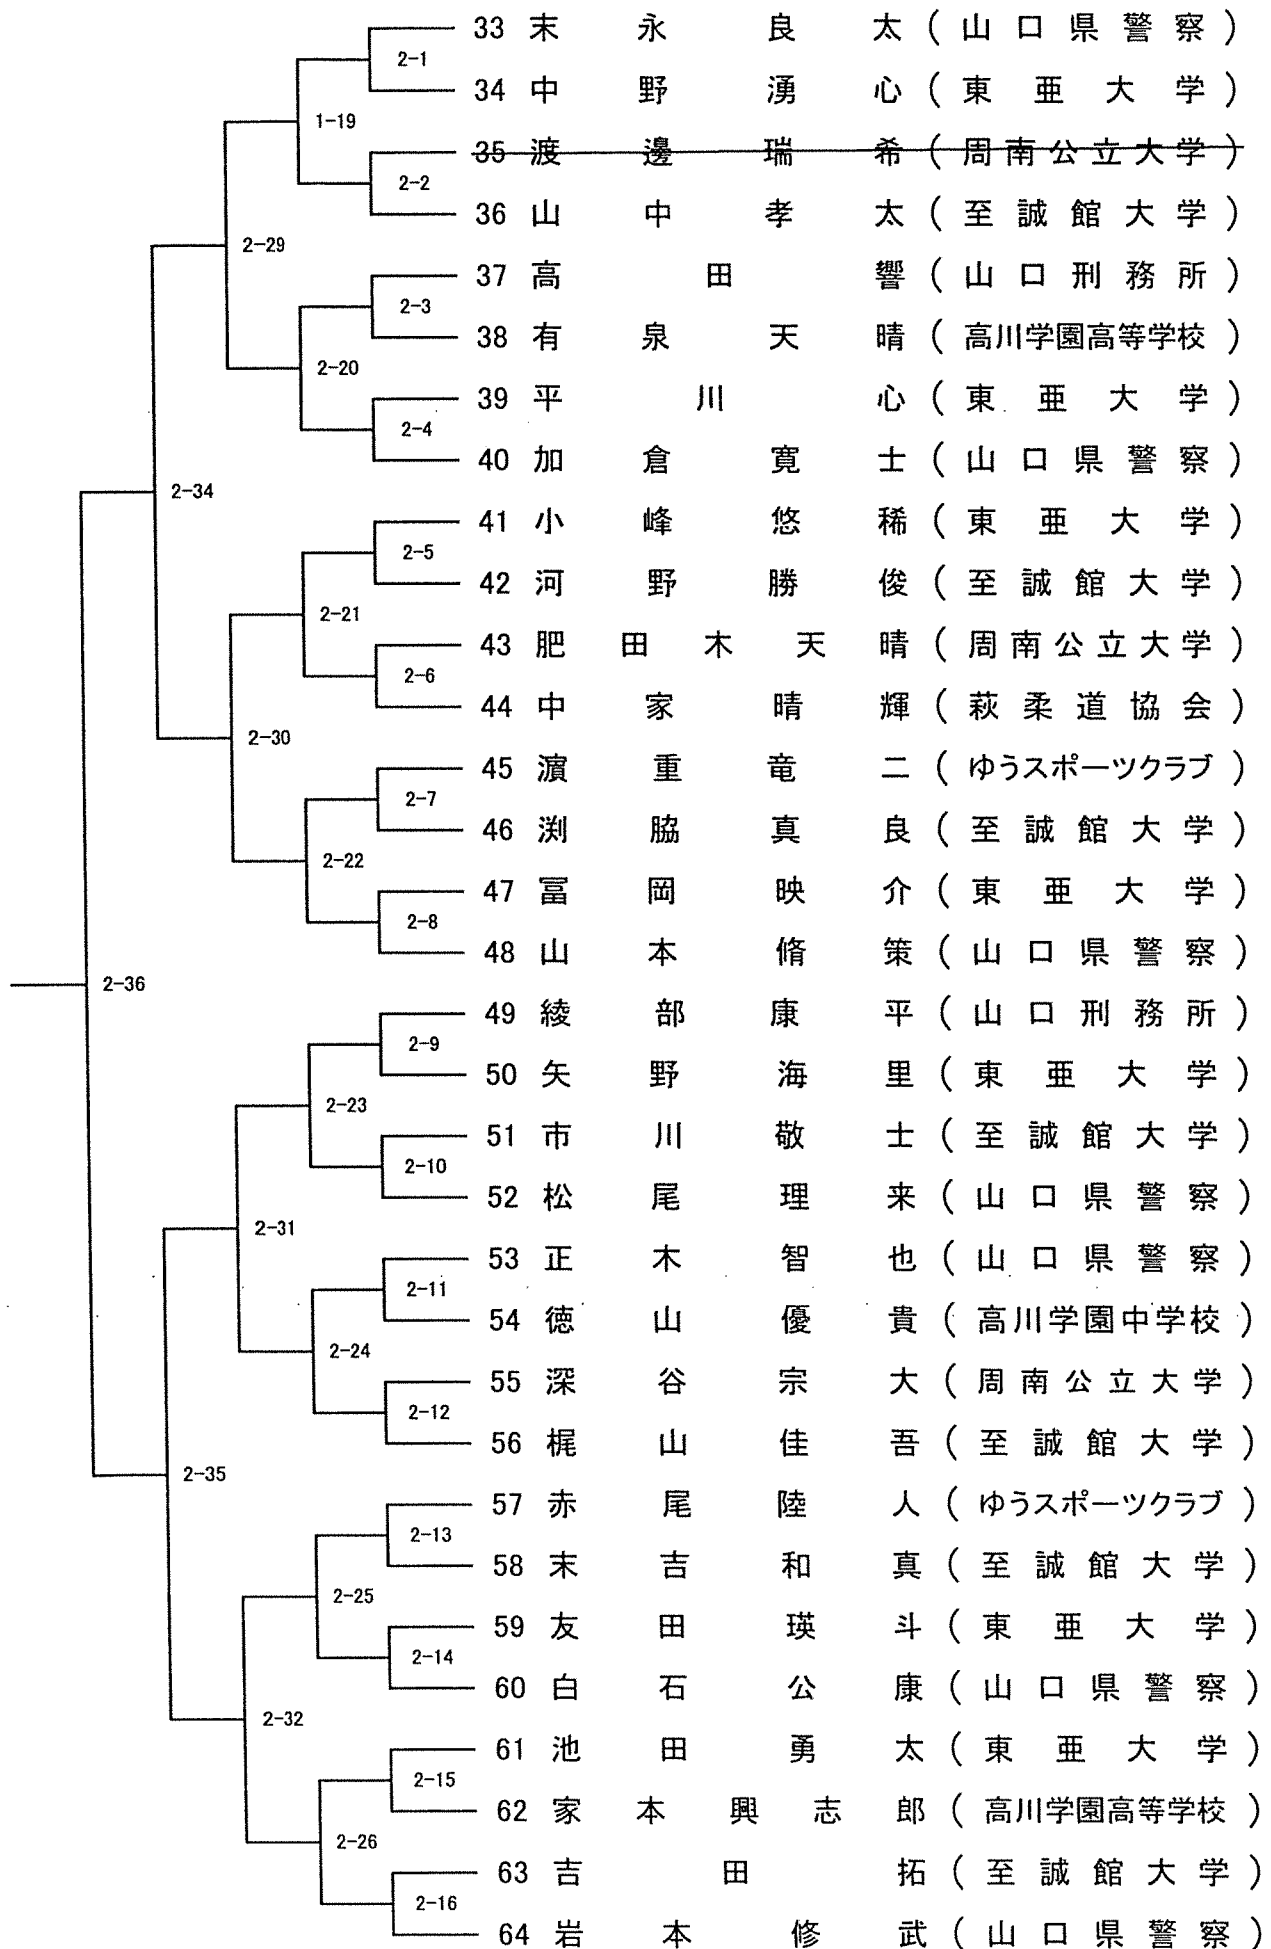 33 末永良太(山口県警察)
2-1
34 中野湧心(東亜大学)
1-19
35 渡邊瑞希(周南公立大学)
2-2
36 山中孝太(至誠館大学)
2-29
37 高田響(山口刑務所)
2-3
38 有泉天晴(高川学園高等学校)
2-20
39 平川心(東亜大学)
2-4
40 加倉寛士(山口県警察)
2-34
41 小峰悠稀(東亜大学)
2-5
42 河野勝俊(至誠館大学)
2-21
43 肥田木天晴(周南公立大学)
2-6
44 中家晴輝(萩柔道協会)
2-30
45 濵重竜二(ゆうスポーツクラブ)
2-7
46 渕脇真良(至誠館大学)
2-22
47 冨岡映介(東亜大学)
2-8
48 山本脩策(山口県警察)
2-36
49 綾部康平(山口刑務所)
2-9
50 矢野海里(東亜大学)
2-23
51 市川敬士(至誠館大学)
2-10
52 松尾理来(山口県警察)
2-31
53 正木智也(山口県警察)
2-11
54 徳山優貴(高川学園中学校)
2-24
55 深谷宗大(周南公立大学)
2-12
56 梶山佳吾(至誠館大学)
2-35
57 赤尾陸人(ゆうスポーツクラブ)
2-13
58 末吉和真(至誠館大学)
2-25
59 友田瑛斗(東亜大学)
2-14
60 白石公康(山口県警察)
2-32
61 池田勇太(東亜大学)
2-15
62 家本興志郎(高川学園高等学校)
2-26
63 吉田拓(至誠館大学)
2-16
64 岩本修武(山口県警察)